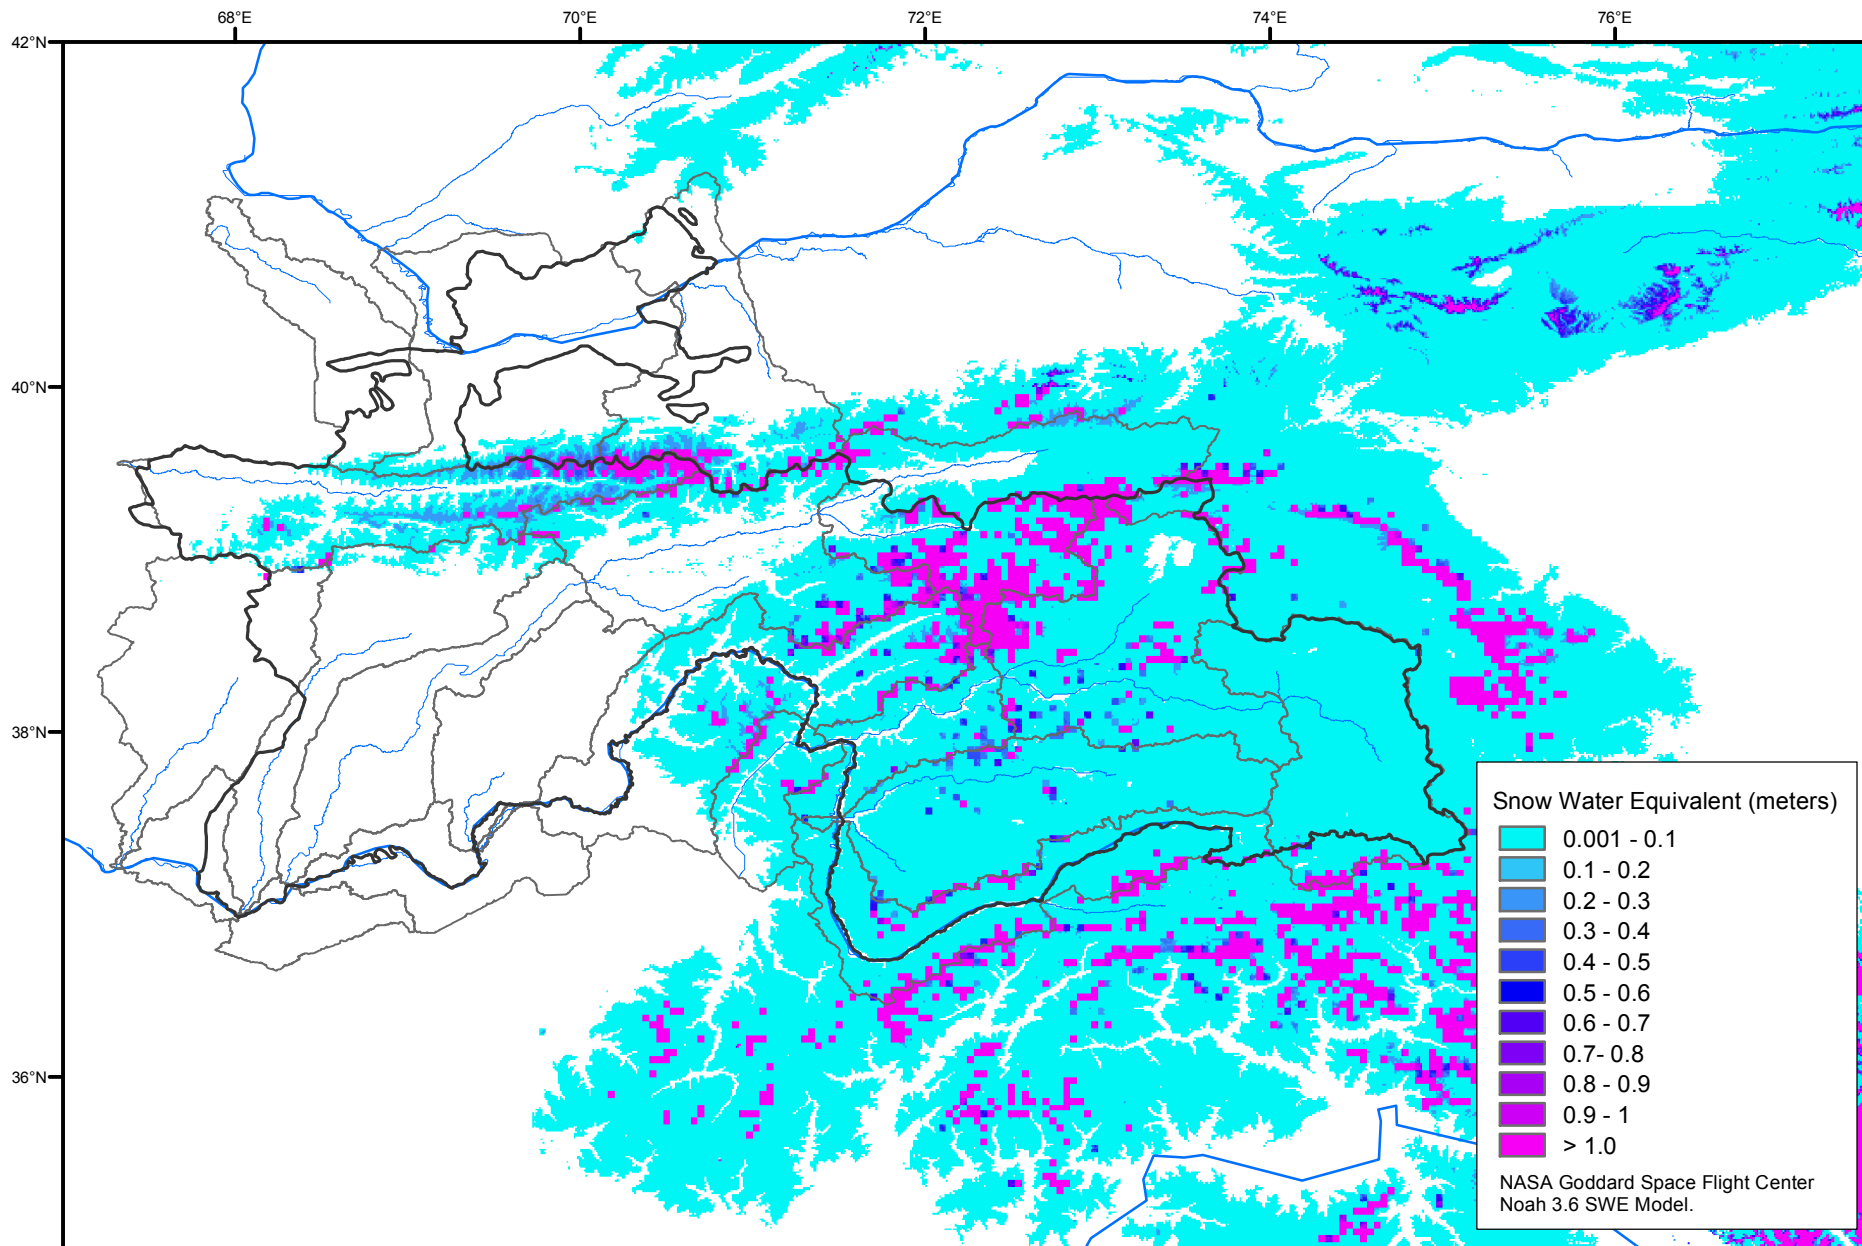 68°E
70°E
72°E
74°E
76°E
42°N
40°N
38°N
36°N
Snow Water Equivalent (meters)
0.001 - 0.1
0.1 - 0.2
0.2 - 0.3
0.3 - 0.4
0.4 - 0.5
0.5 - 0.6
0.6 - 0.7
0.7- 0.8
0.8 - 0.9
0.9 - 1
> 1.0
NASA Goddard Space Flight Center
Noah 3.6 SWE Model.